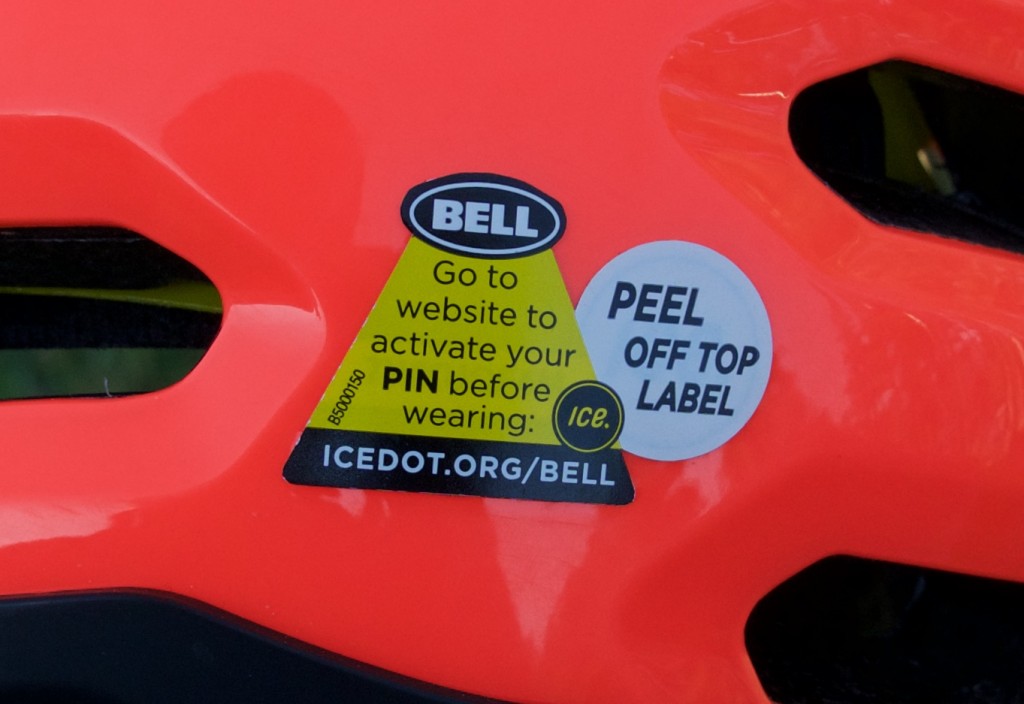 BELL
Go to
website to
activate your
PIN before
wearing:
ice.
B5000150
ICEDOT.ORG/BELL
PEEL
OFF TOP
LABEL